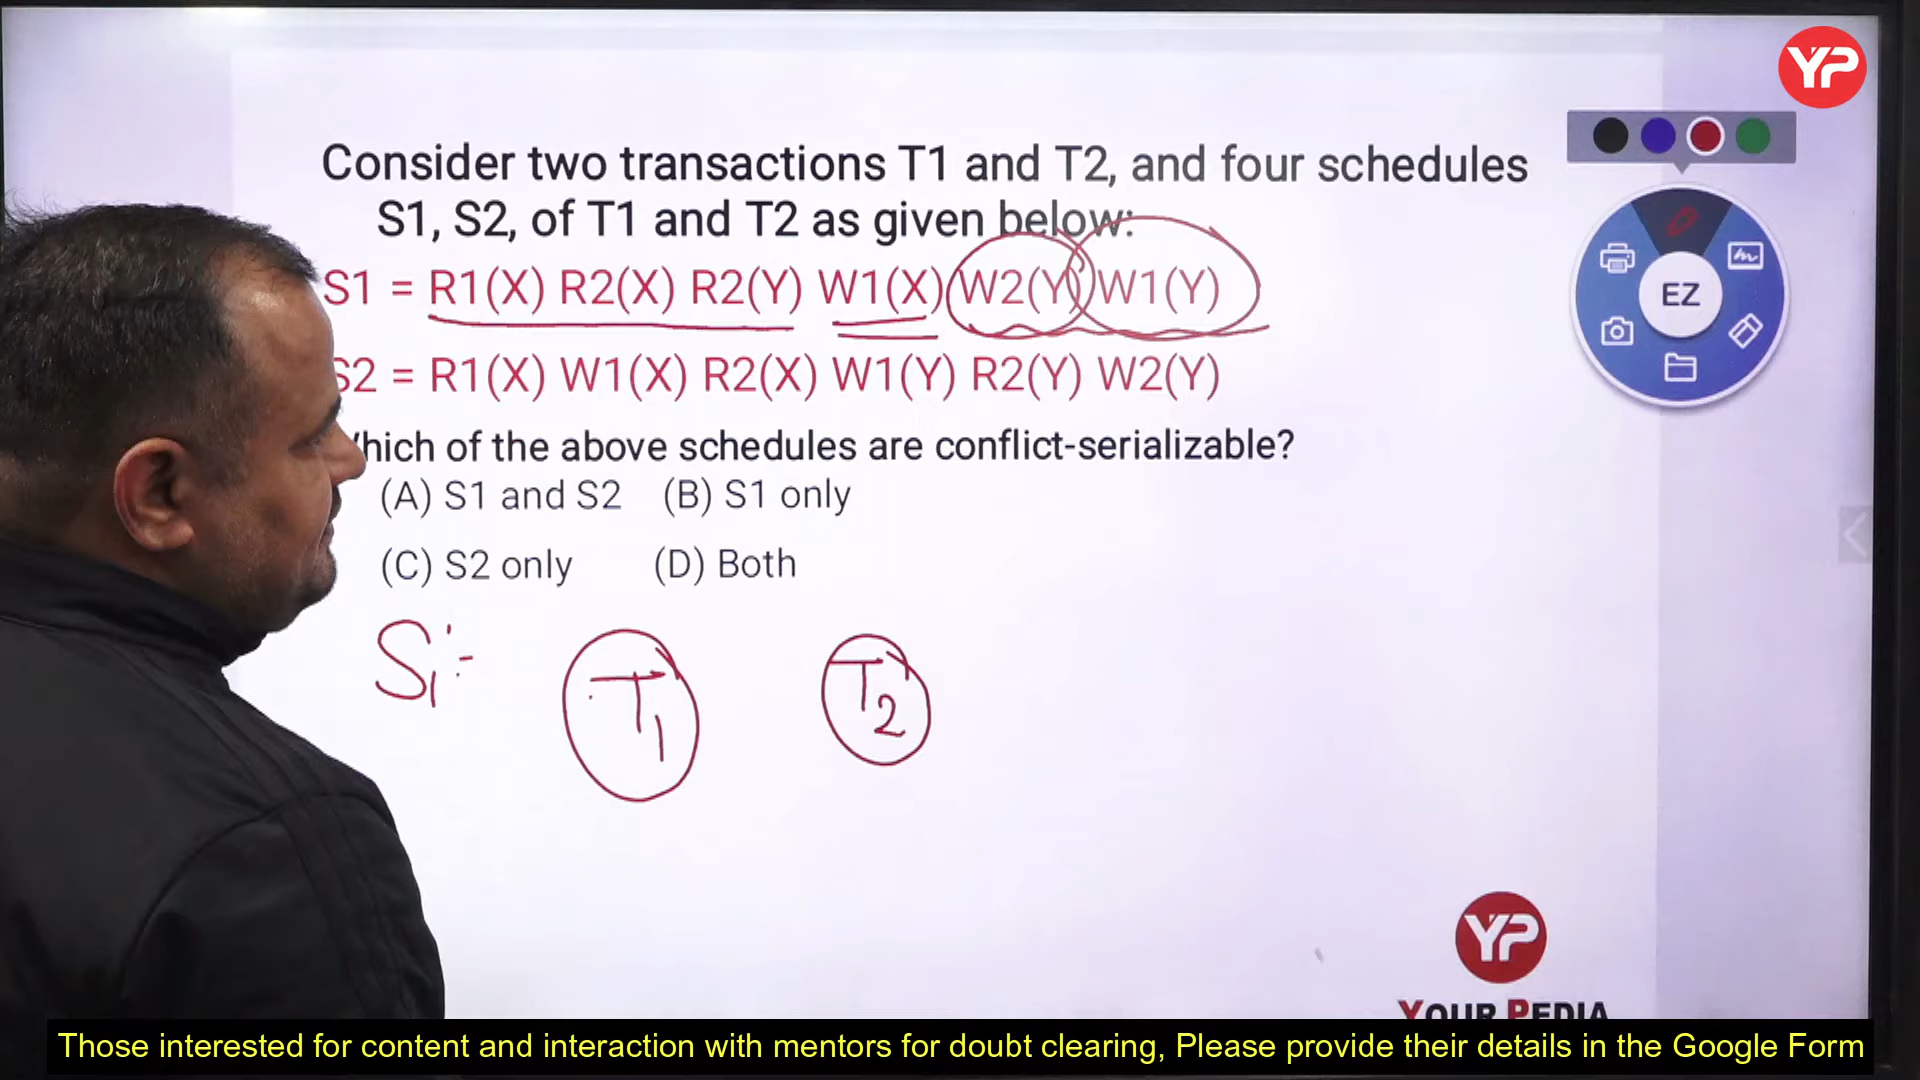 YP
Consider two transactions T1 and T2, and four schedules
S1, S2, of T1 and T2 as given below:
S1 = R1(X) R2(X) R2(Y) W1(X) W2(Y) W1(Y)
S2 = R1(X) W1(X) R2(X) W1(Y) R2(Y) W2(Y)
hich of the above schedules are conflict-serializable?
(A) S1 and S2 (B) S1 only
(C) S2 only (D) Both
S1:- T1 T2
EZ
YP
YOUR PEDIA
Those interested for content and interaction with mentors for doubt clearing, Please provide their details in the Google Form